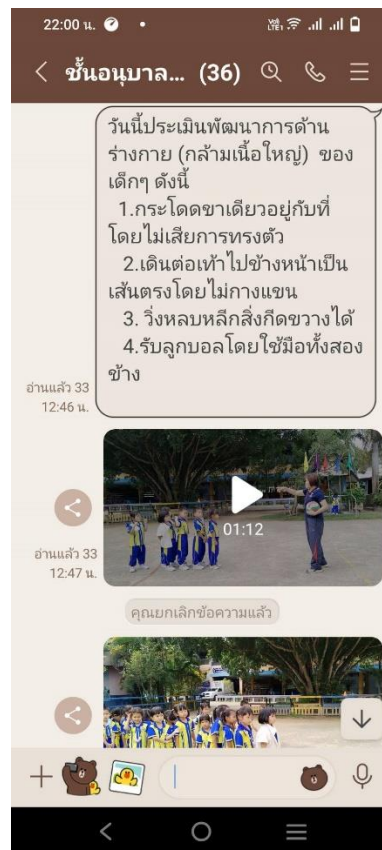 22:00 น.
ชั้นอนุบาล... (36)
วันนี้ประเมินพัฒนาการด้าน
ร่างกาย (กล้ามเนื้อใหญ่) ของ
เด็กๆ ดังนี้
1.กระโดดขาเดียวอยู่กับที่
โดยไม่เสียการทรงตัว
2.เดินต่อเท้าไปข้างหน้าเป็น
เส้นตรงโดยไม่กางแขน
3. วิ่งหลบหลีกสิ่งกีดขวางได้
4.รับลูกบอลโดยใช้มือทั้งสอง
ข้าง
อ่านแล้ว 33
12:46 น.
01:12
อ่านแล้ว 33
12:47 น.
คุณยกเลิกข้อความแล้ว